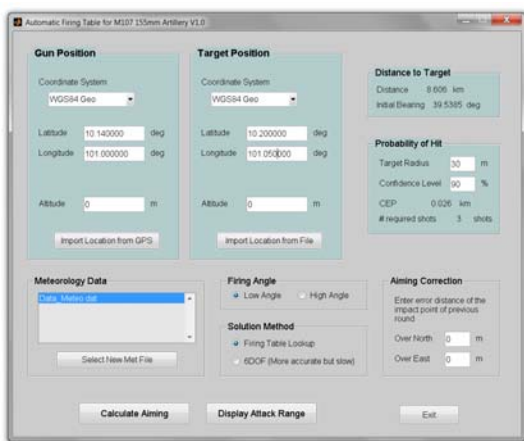 Automatic Firing Table for M107 155mm Artillery V1.0
Gun Position
Coordinate System
WGS84 Geo
Latitude 10.140000 deg
Longitude 101.000000 deg
Altitude 0 m
Import Location from GPS
Target Position
Coordinate System
WGS84 Geo
Latitude 10.200000 deg
Longitude 101.050000 deg
Altitude 0 m
Import Location from File
Distance to Target
Distance 8.606 km
Initial Bearing 39.5385 deg
Probability of Hit
Target Radius 30 m
Confidence Level 90 %
CEP 0.026 km
# required shots 3 shots
Meteorology Data
Data_Meteo.dat
Select New Met File
Firing Angle
Low Angle High Angle
Solution Method
Firing Table Lookup
6DOF (More accurate but slow)
Aiming Correction
Enter error distance of the
impact point of previous
round
Over North 0 m
Over East 0 m
Calculate Aiming
Display Attack Range
Exit